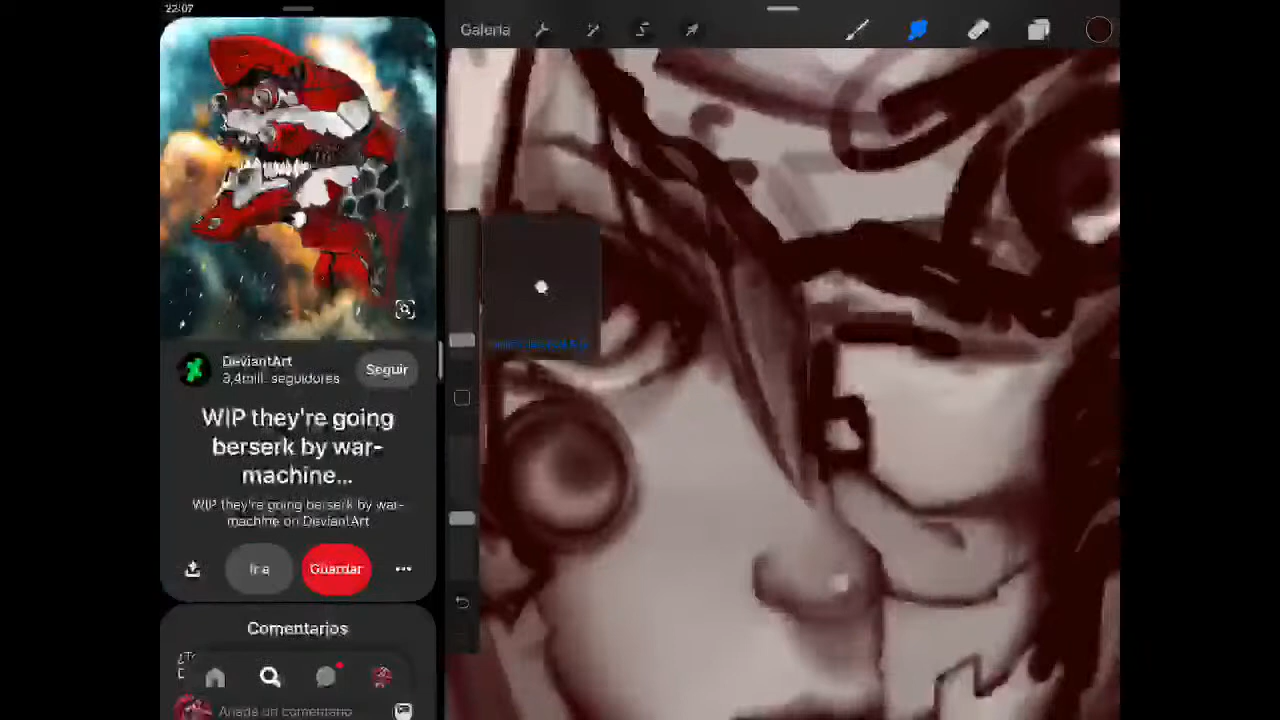 22:07
Galería
DeviantArt
3,4mill. seguidores
Seguir
WIP they're going
berserk by war-
machine...
WIP they're going berserk by war-
machine on DeviantArt
Ir a
Guardar
Comentarios
Añade un comentario